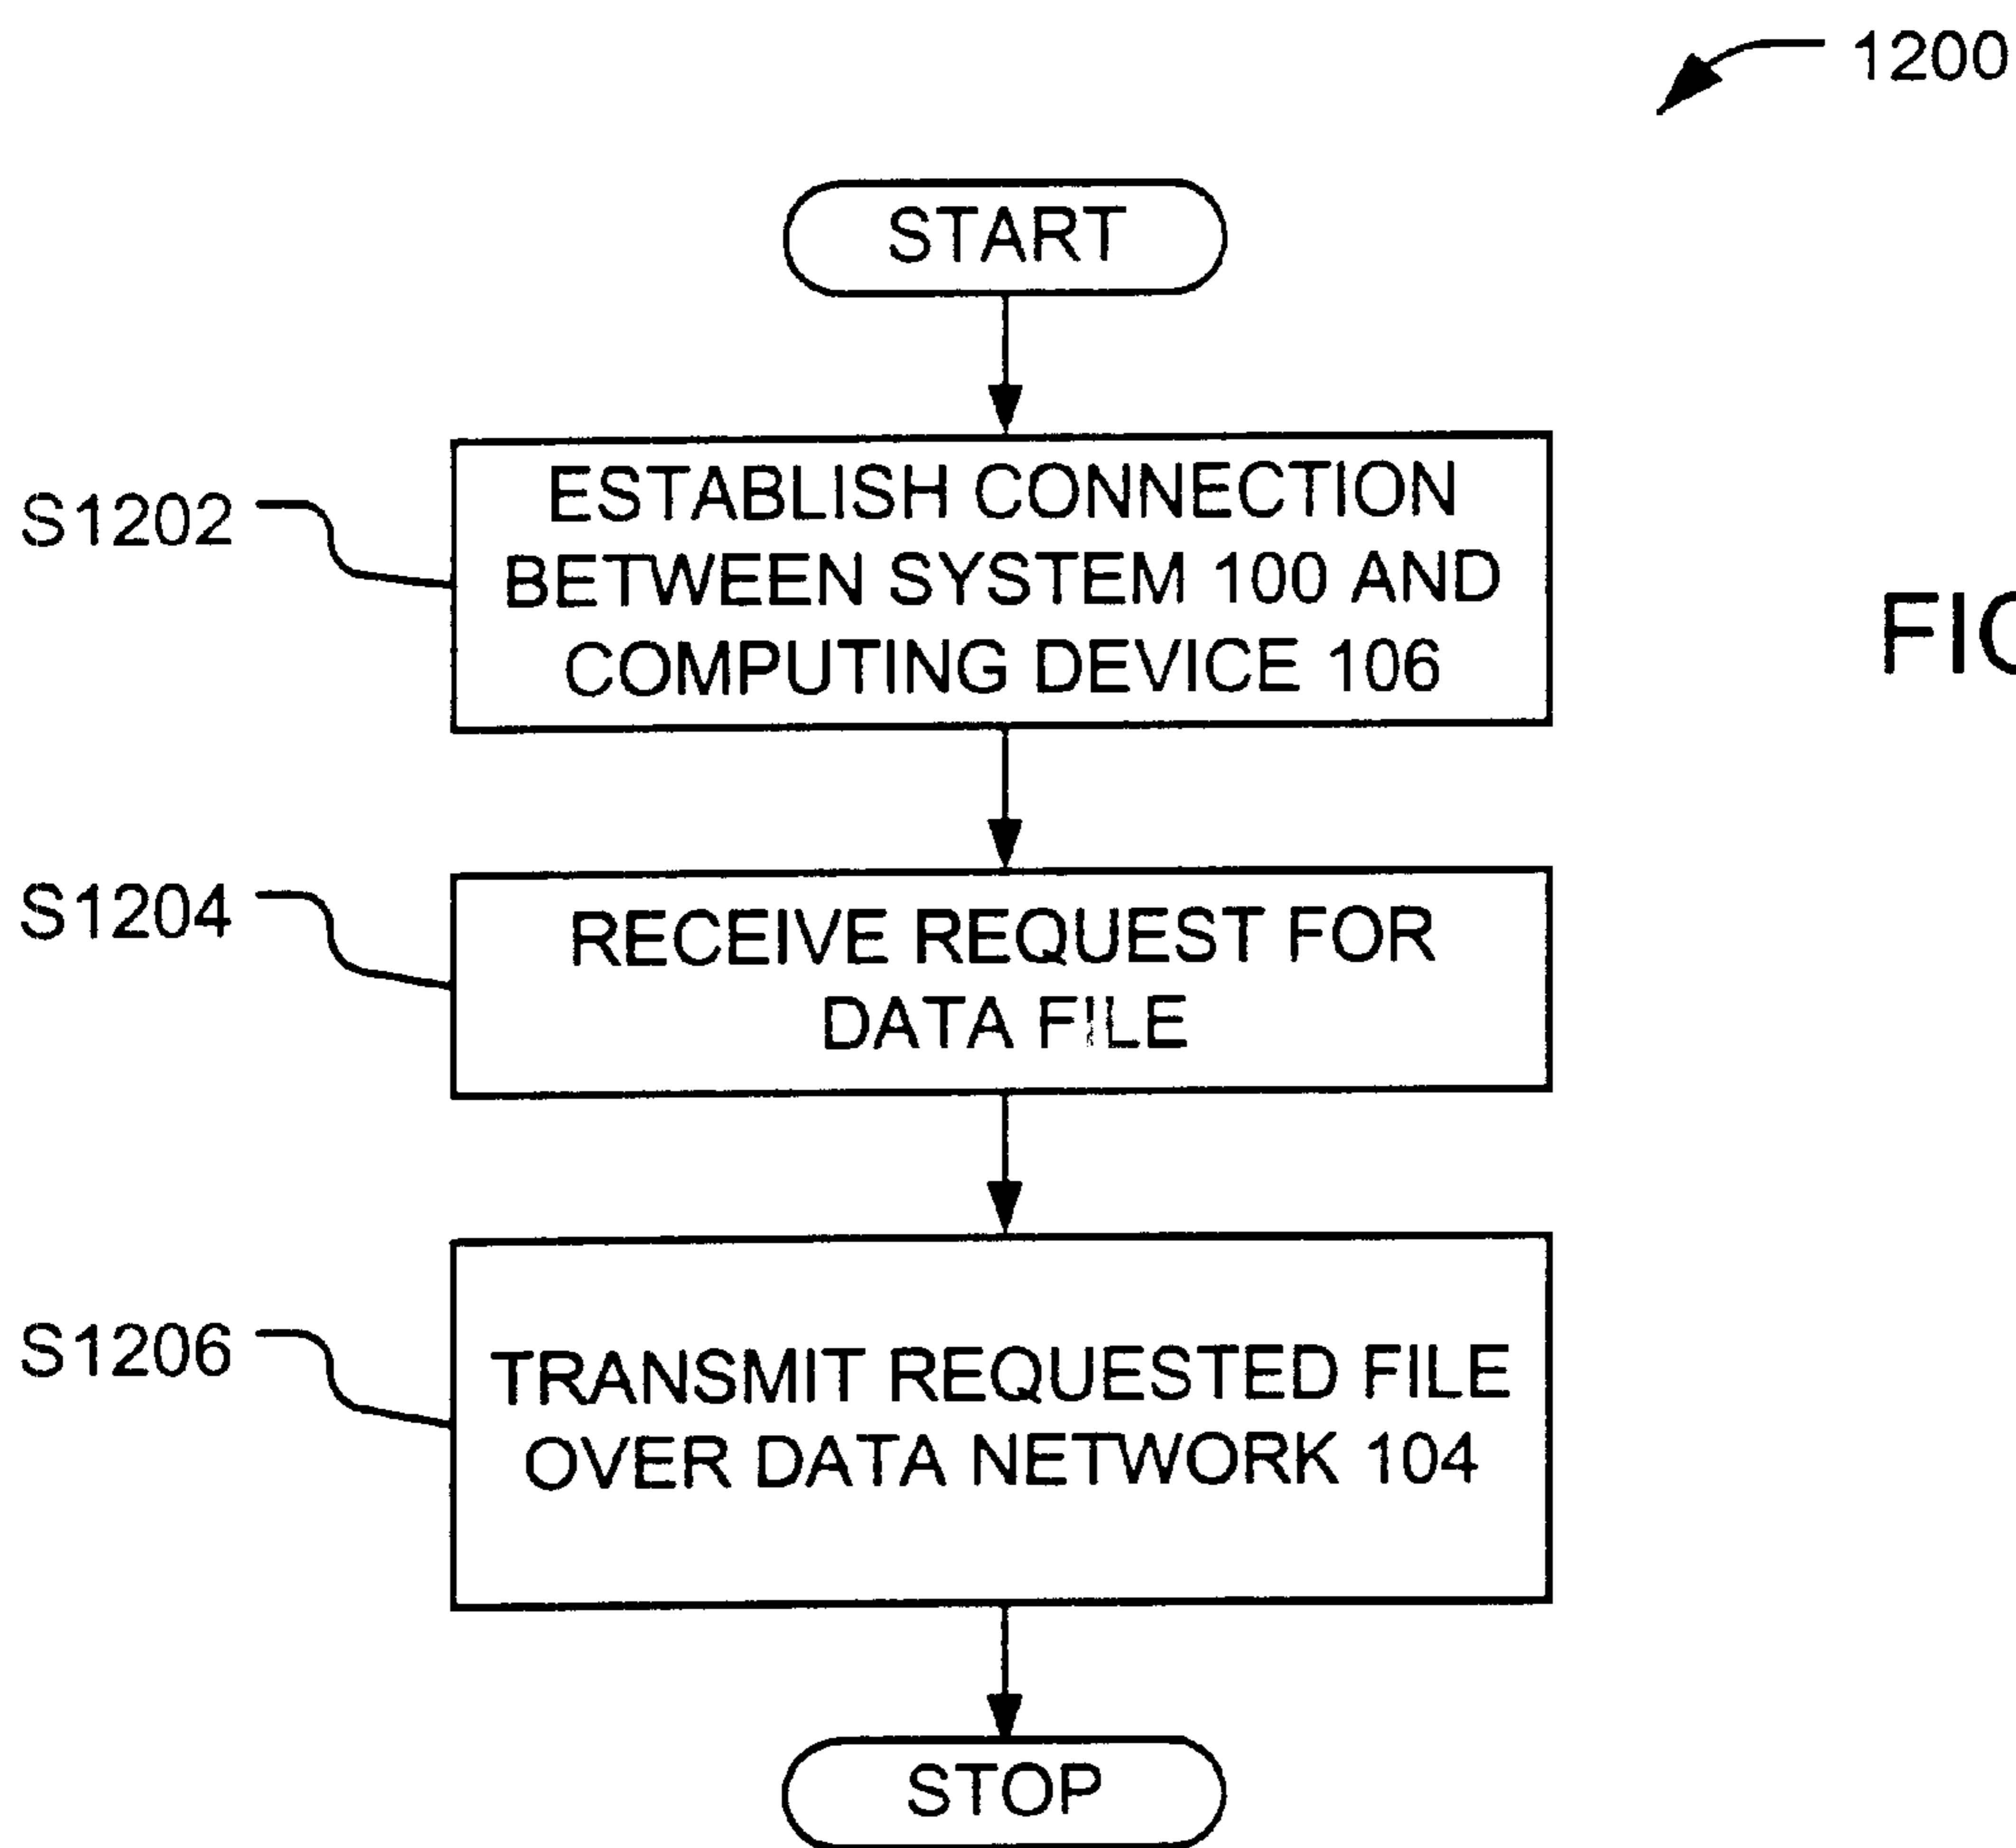 1200
START
S1202
ESTABLISH CONNECTION
BETWEEN SYSTEM 100 AND
COMPUTING DEVICE 106
S1204
RECEIVE REQUEST FOR
DATA FILE
S1206
TRANSMIT REQUESTED FILE
OVER DATA NETWORK 104
STOP